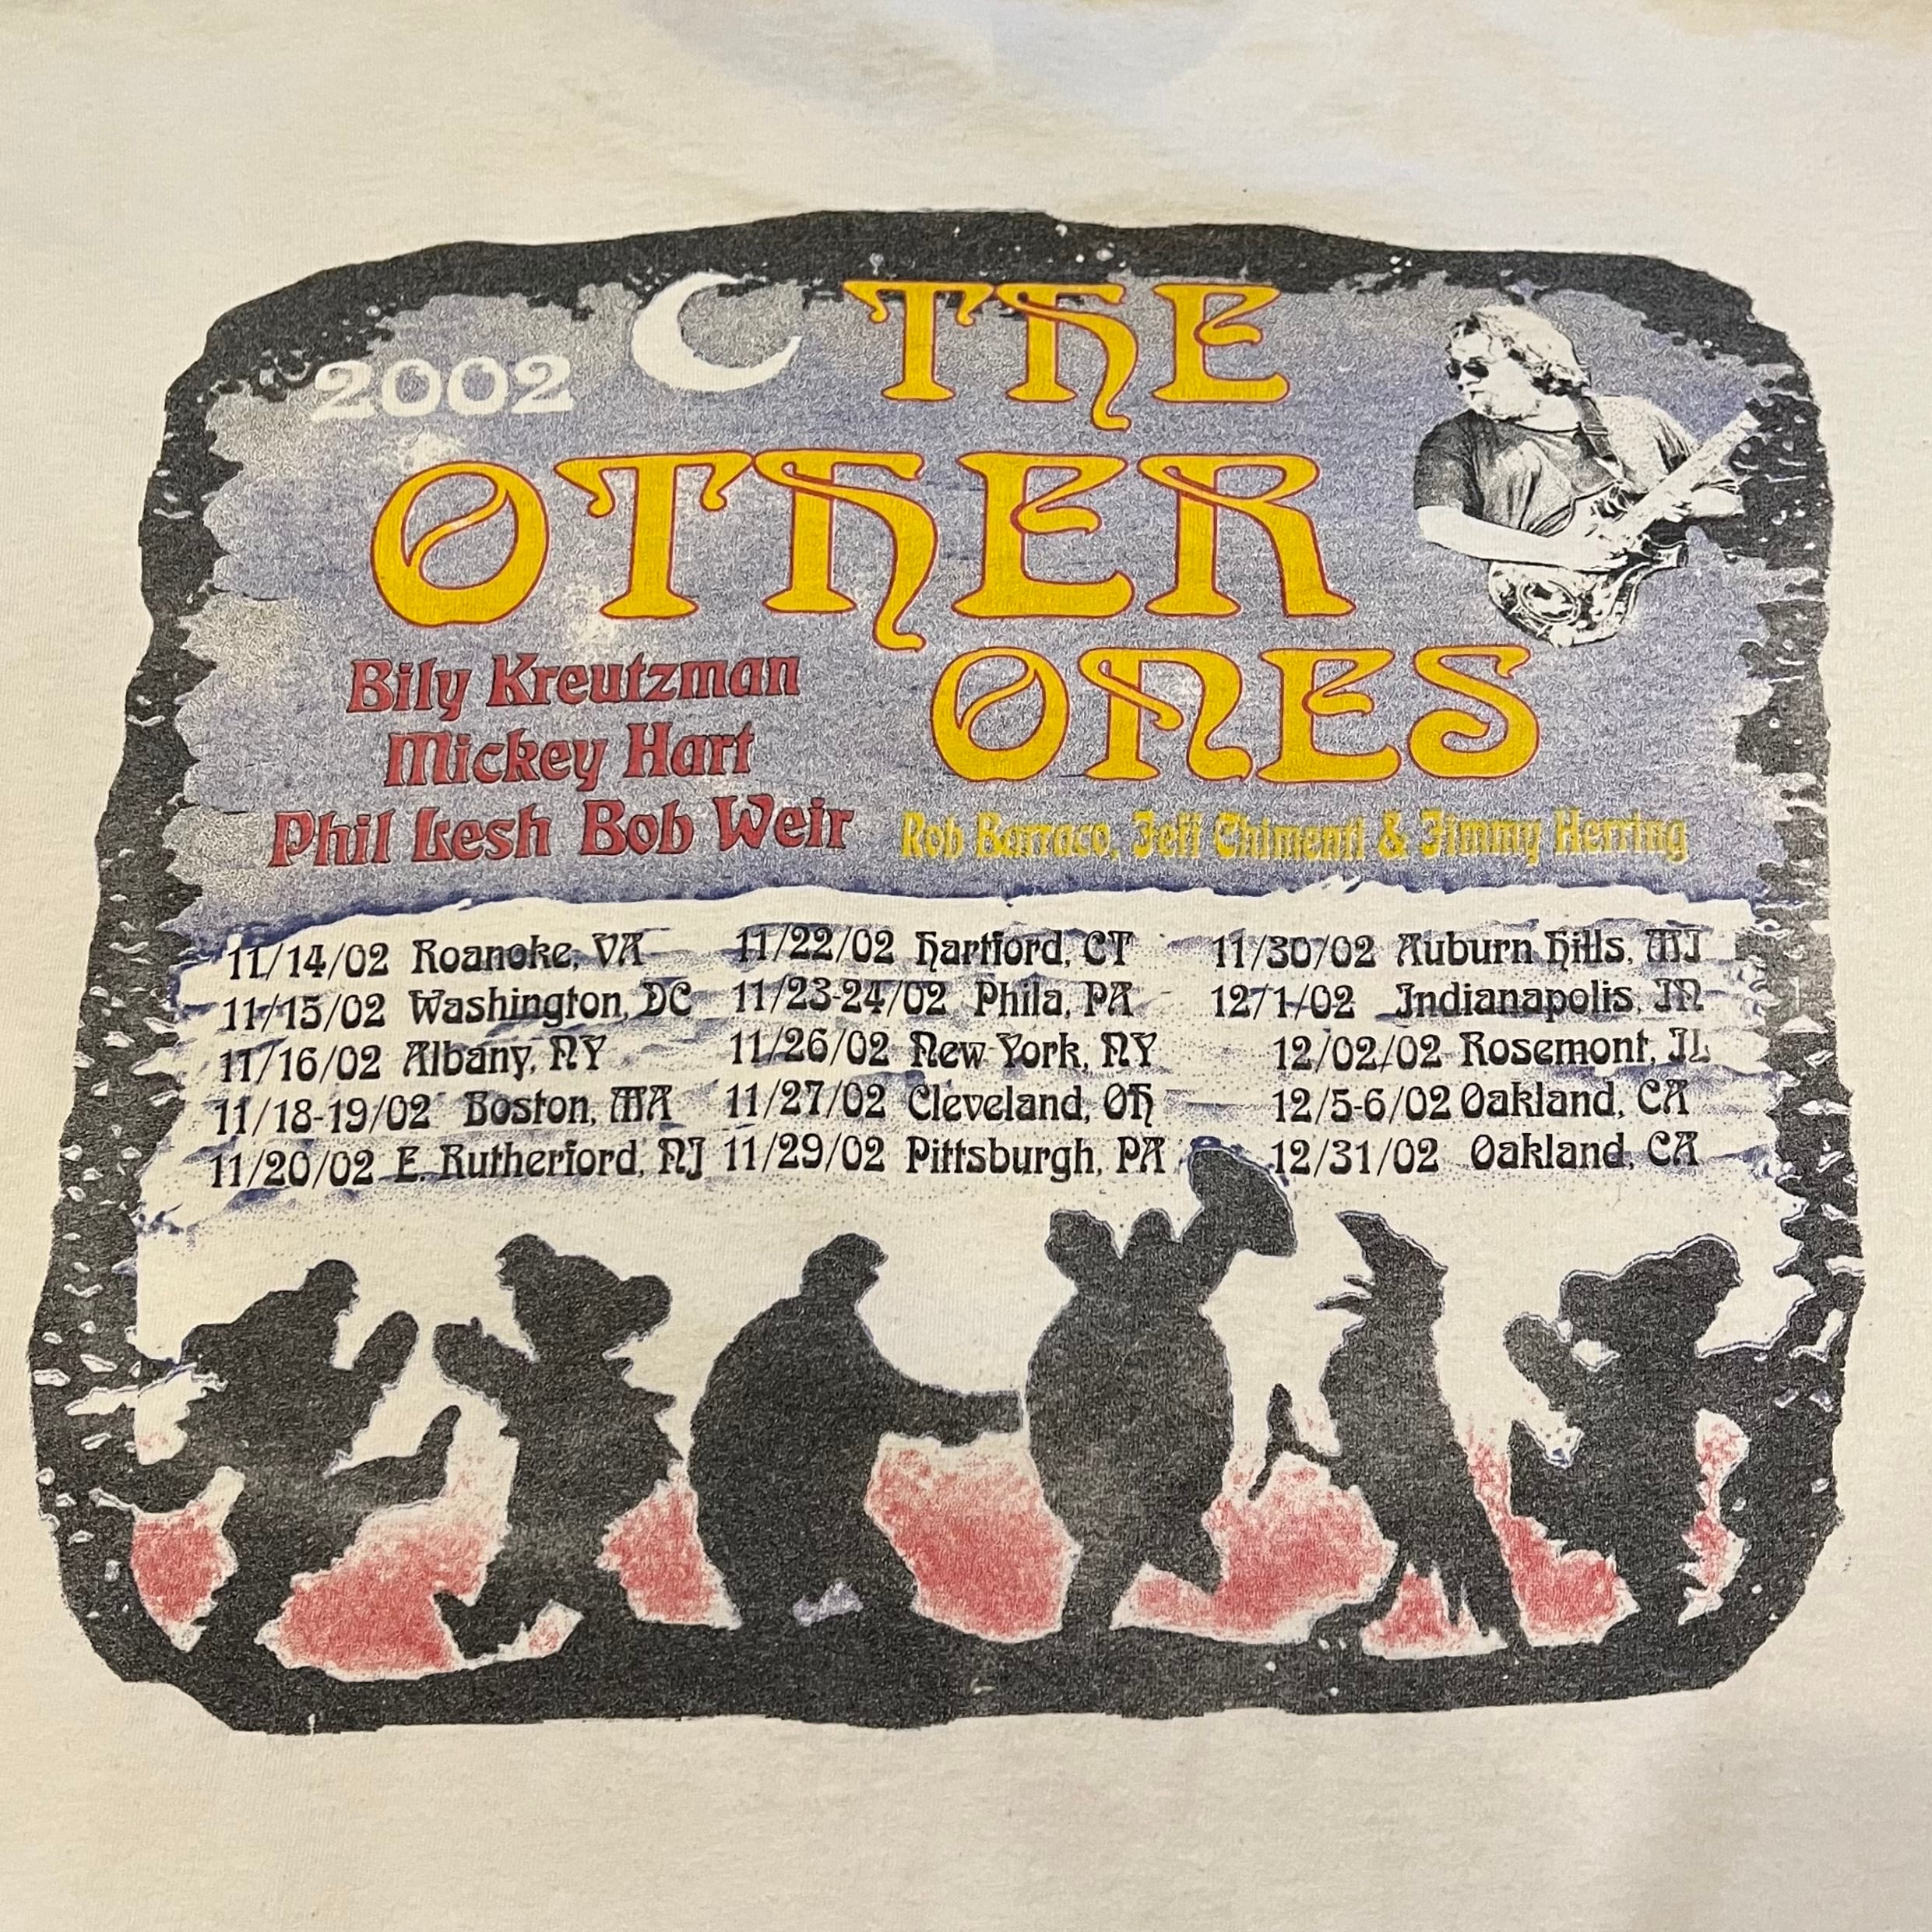 2002
THE
OTHER
ONES
Bily Kreutzman
Mickey Hart
Phil Lesh Bob Weir
Rob Barraco, Jeff Chimenti & Jimmy Herring
11/14/02 Roanoke, VA
11/15/02 Washington, DC
11/16/02 Albany, NY
11/18-19/02 Boston, MA
11/20/02 E. Rutherford, NJ
11/22/02 Hartford, CT
11/23-24/02 Phila, PA
11/26/02 New York, NY
11/27/02 Cleveland, OH
11/29/02 Pittsburgh, PA
11/30/02 Auburn Hills, MI
12/1/02 Indianapolis, IN
12/02/02 Rosemont, IL
12/5-6/02 Oakland, CA
12/31/02 Oakland, CA